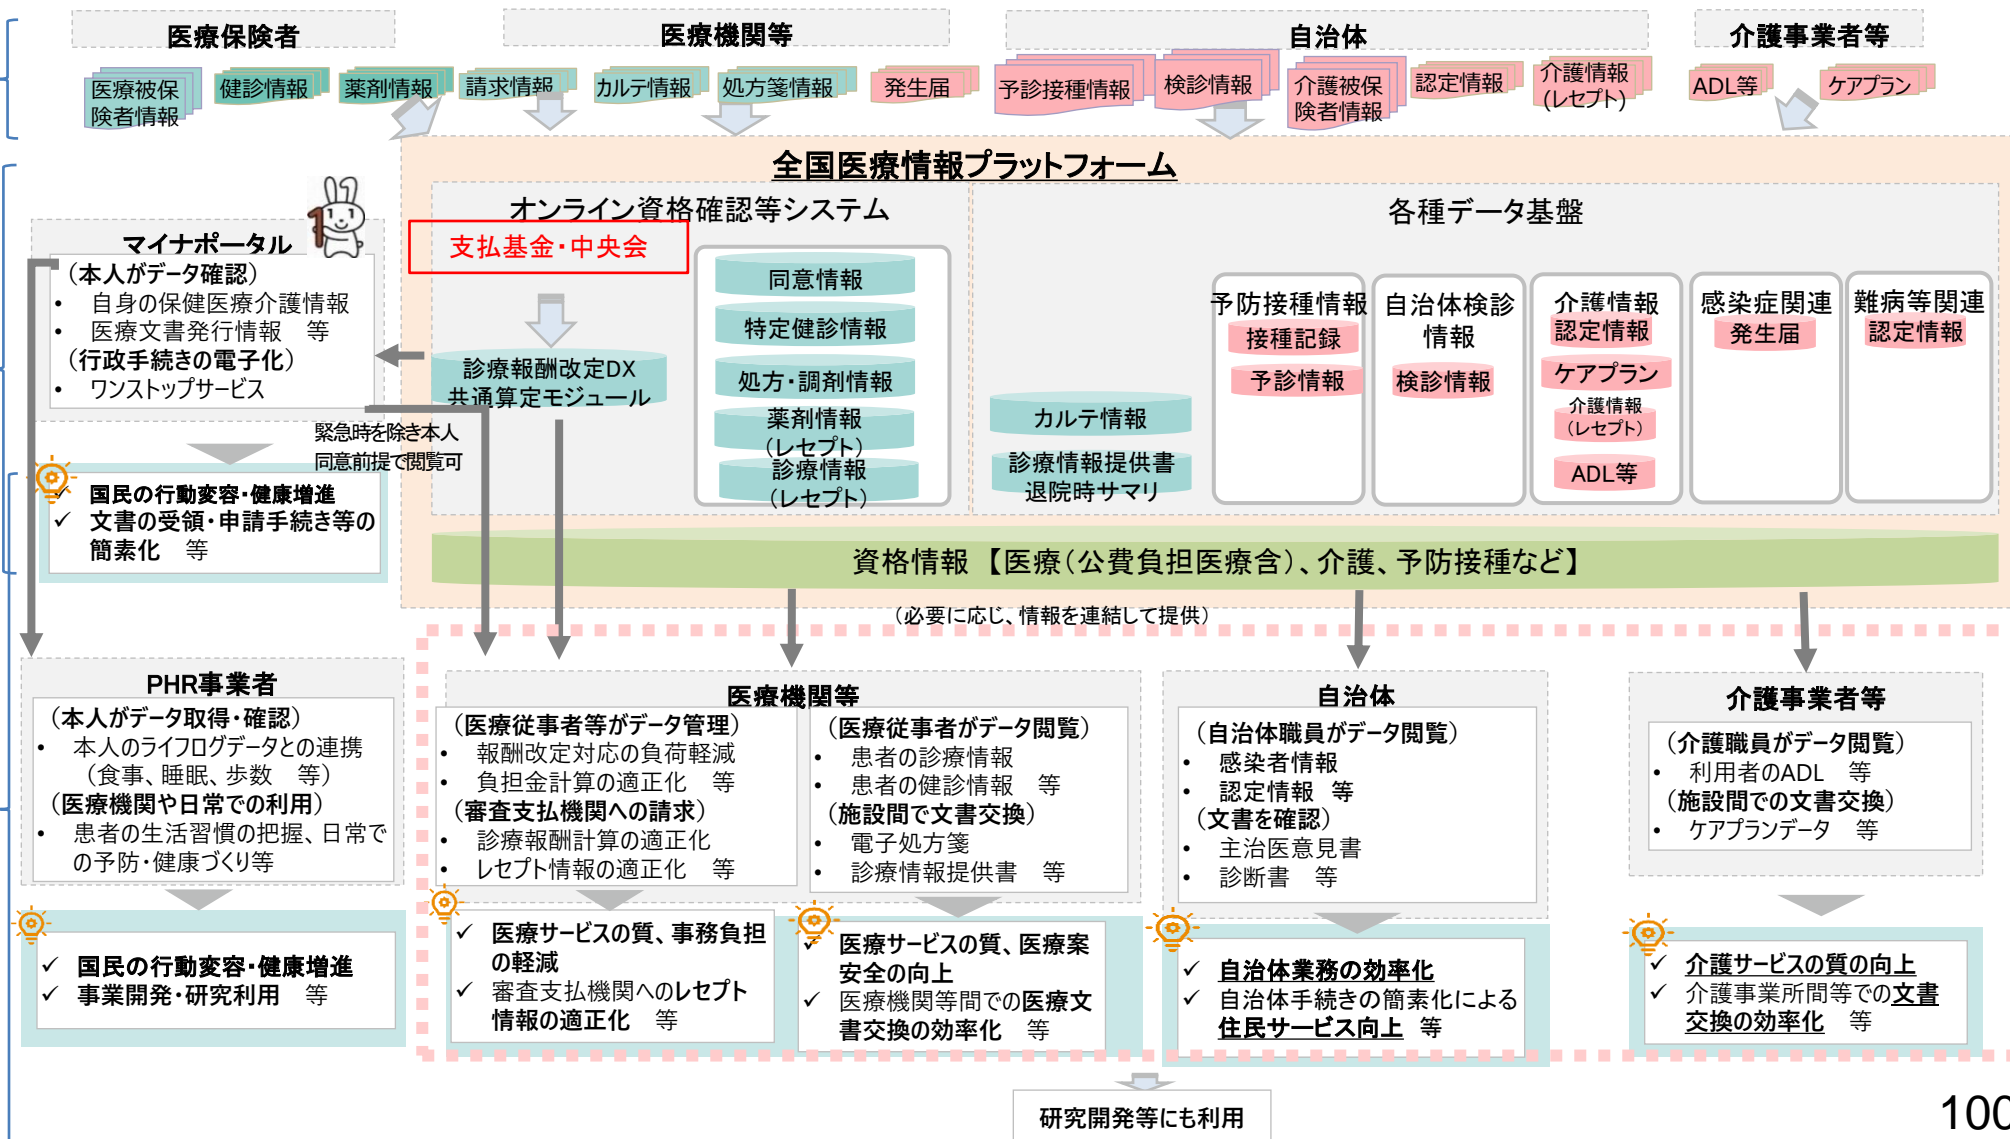 医療保険者
医療機関等
自治体
介護事業者等
医療被保
険者情報
健診情報
薬剤情報
請求情報
カルテ情報
処方箋情報
発生届
予診接種情報
検診情報
介護被保
険者情報
認定情報
介護情報
(レセプト)
ADL等
ケアプラン
全国医療情報プラットフォーム
オンライン資格確認等システム
各種データ基盤
支払基金・中央会
マイナポータル
(本人がデータ確認)
• 自身の保健医療介護情報
• 医療文書発行情報 等
(行政手続きの電子化)
• ワンストップサービス
診療報酬改定DX
共通算定モジュール
同意情報
特定健診情報
処方・調剤情報
薬剤情報
(レセプト)
診療情報
(レセプト)
カルテ情報
診療情報提供書
退院時サマリ
予防接種情報
接種記録
予診情報
自治体検診
情報
検診情報
介護情報
認定情報
ケアプラン
介護情報
(レセプト)
ADL等
感染症関連
発生届
難病等関連
認定情報
緊急時を除き本人
同意前提で閲覧可
✓ 国民の行動変容・健康増進
✓ 文書の受領・申請手続き等の
簡素化 等
資格情報 【医療(公費負担医療含)、介護、予防接種など】
(必要に応じ、情報を連結して提供)
PHR事業者
(本人がデータ取得・確認)
• 本人のライフログデータとの連携
(食事、睡眠、歩数 等)
(医療機関や日常での利用)
• 患者の生活習慣の把握、日常で
の予防・健康づくり等
✓ 国民の行動変容・健康増進
✓ 事業開発・研究利用 等
医療機関等
(医療従事者等がデータ管理)
• 報酬改定対応の負荷軽減
• 負担金計算の適正化 等
(審査支払機関への請求)
• 診療報酬計算の適正化
• レセプト情報の適正化 等
(医療従事者がデータ閲覧)
• 患者の診療情報
• 患者の健診情報 等
(施設間で文書交換)
• 電子処方箋
• 診療情報提供書 等
✓ 医療サービスの質、事務負担
の軽減
✓ 審査支払機関へのレセプト
情報の適正化 等
✓ 医療サービスの質、医療案
安全の向上
✓ 医療機関等間での医療文
書交換の効率化 等
自治体
(自治体職員がデータ閲覧)
• 感染者情報
• 認定情報 等
(文書を確認)
• 主治医意見書
• 診断書 等
✓ 自治体業務の効率化
✓ 自治体手続きの簡素化による
住民サービス向上 等
介護事業者等
(介護職員がデータ閲覧)
• 利用者のADL 等
(施設間での文書交換)
• ケアプランデータ 等
✓ 介護サービスの質の向上
✓ 介護事業所間等での文書
交換の効率化 等
研究開発等にも利用
100